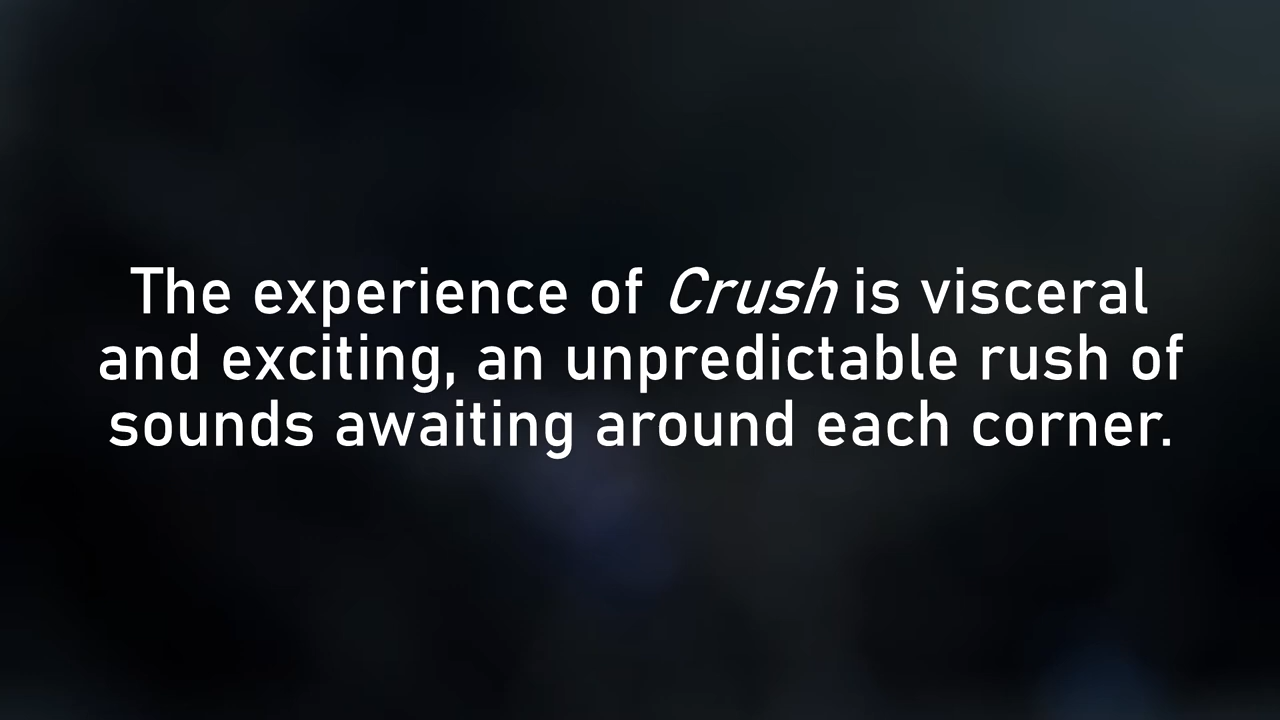 The experience of Crush is visceral
and exciting, an unpredictable rush of
sounds awaiting around each corner.